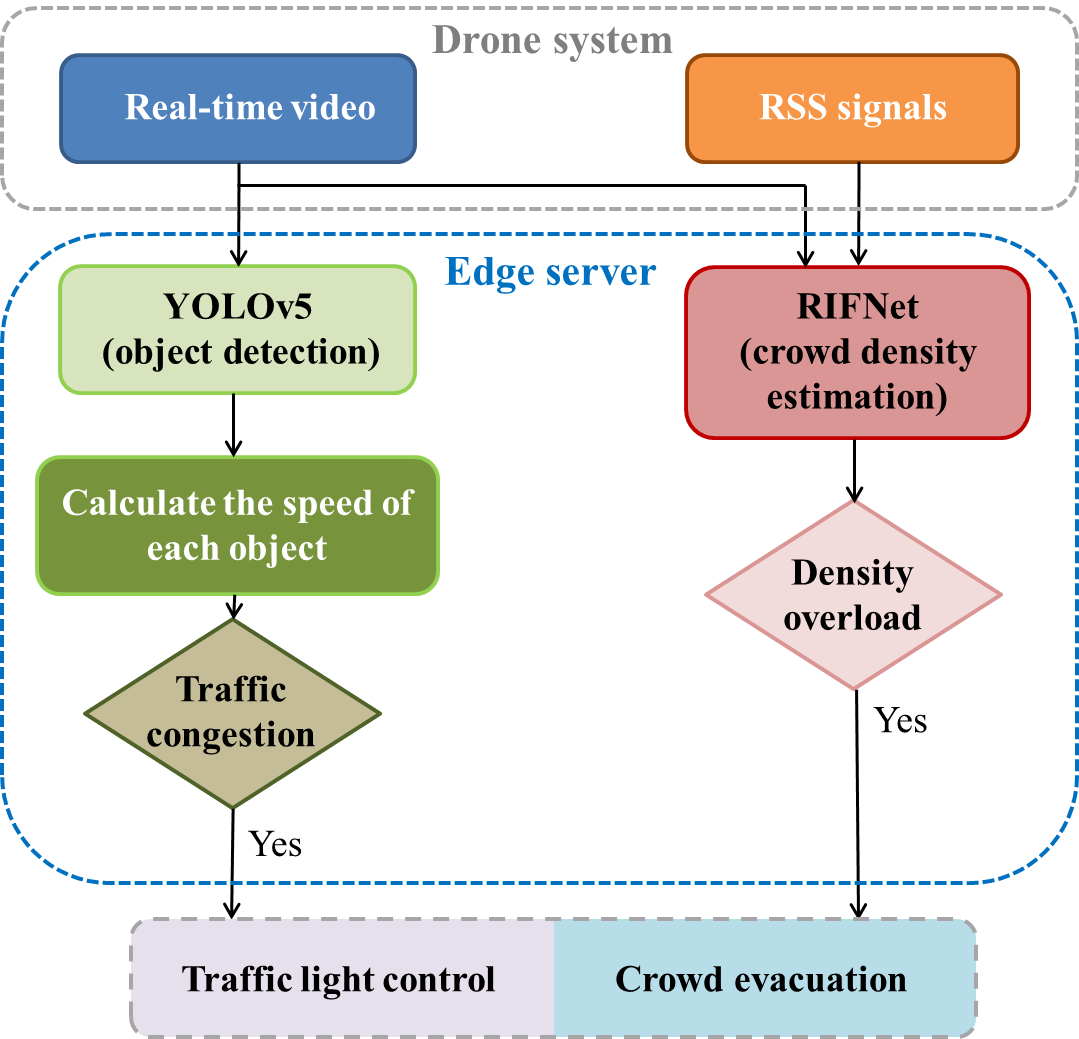 Drone system
Real-time video
RSS signals
Edge server
YOLOv5
(object detection)
RIFNet
(crowd density
estimation)
Calculate the speed of
each object
Density
overload
Traffic
congestion
Yes
Yes
Traffic light control
Crowd evacuation